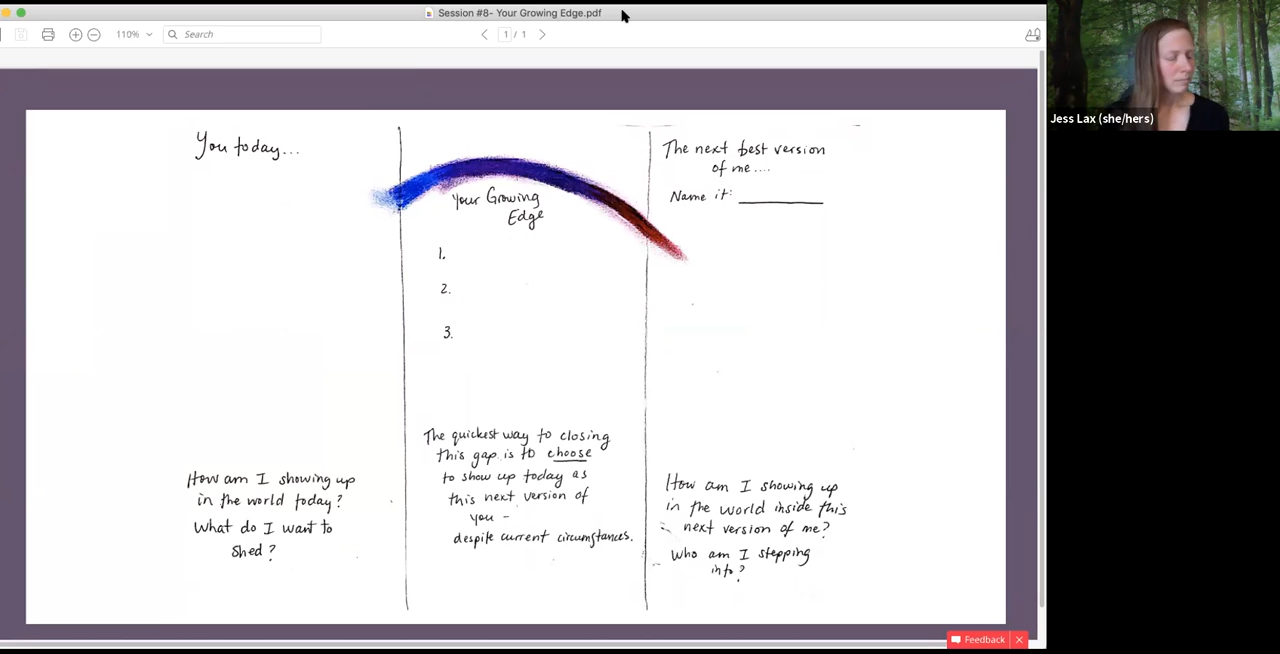 Session #8- Your Growing Edge.pdf
110%
Search
1 / 1
Jess Lax (she/hers)
You today...
How am I showing up
in the world today?
What do I want to
shed?
Your Growing
Edge
1.
2.
3.
The quickest way to closing
this gap is to choose
to show up today as
this next version of
you -
despite current circumstances.
The next best version
of me....
Name it:
How am I showing up
in the world inside this
next version of me?
Who am I stepping
into?
Feedback